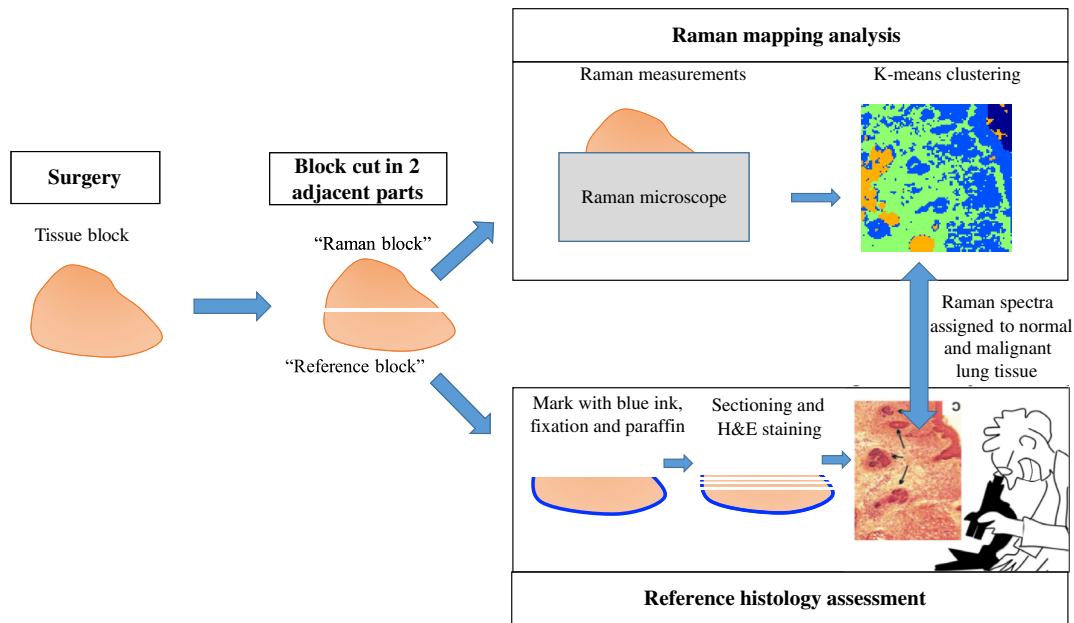 Surgery
Tissue block
Block cut in 2
adjacent parts
“Raman block”
“Reference block”
Raman mapping analysis
Raman measurements
K-means clustering
Raman microscope
Raman spectra
assigned to normal
and malignant
lung tissue
Mark with blue ink,
fixation and paraffin
Sectioning and
H&E staining
Reference histology assessment